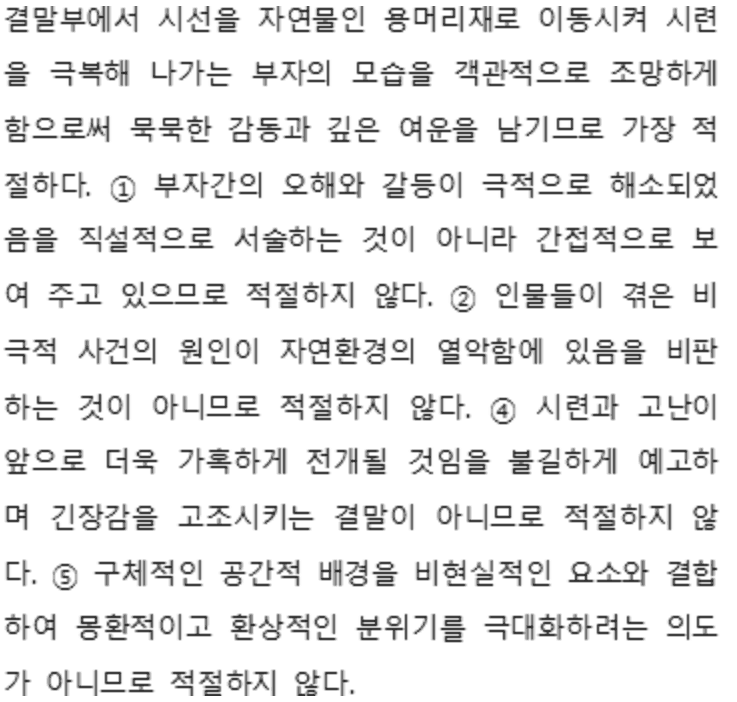 결말부에서 시선을 자연물인 용머리재로 이동시켜 시련
을 극복해 나가는 부자의 모습을 객관적으로 조망하게
함으로써 묵묵한 감동과 깊은 여운을 남기므로 가장 적
절하다. ① 부자간의 오해와 갈등이 극적으로 해소되었
음을 직설적으로 서술하는 것이 아니라 간접적으로 보
여 주고 있으므로 적절하지 않다. ② 인물들이 겪은 비
극적 사건의 원인이 자연환경의 열악함에 있음을 비판
하는 것이 아니므로 적절하지 않다. ④ 시련과 고난이
앞으로 더욱 가혹하게 전개될 것임을 불길하게 예고하
며 긴장감을 고조시키는 결말이 아니므로 적절하지 않
다. ⑤ 구체적인 공간적 배경을 비현실적인 요소와 결합
하여 몽환적이고 환상적인 분위기를 극대화하려는 의도
가 아니므로 적절하지 않다.